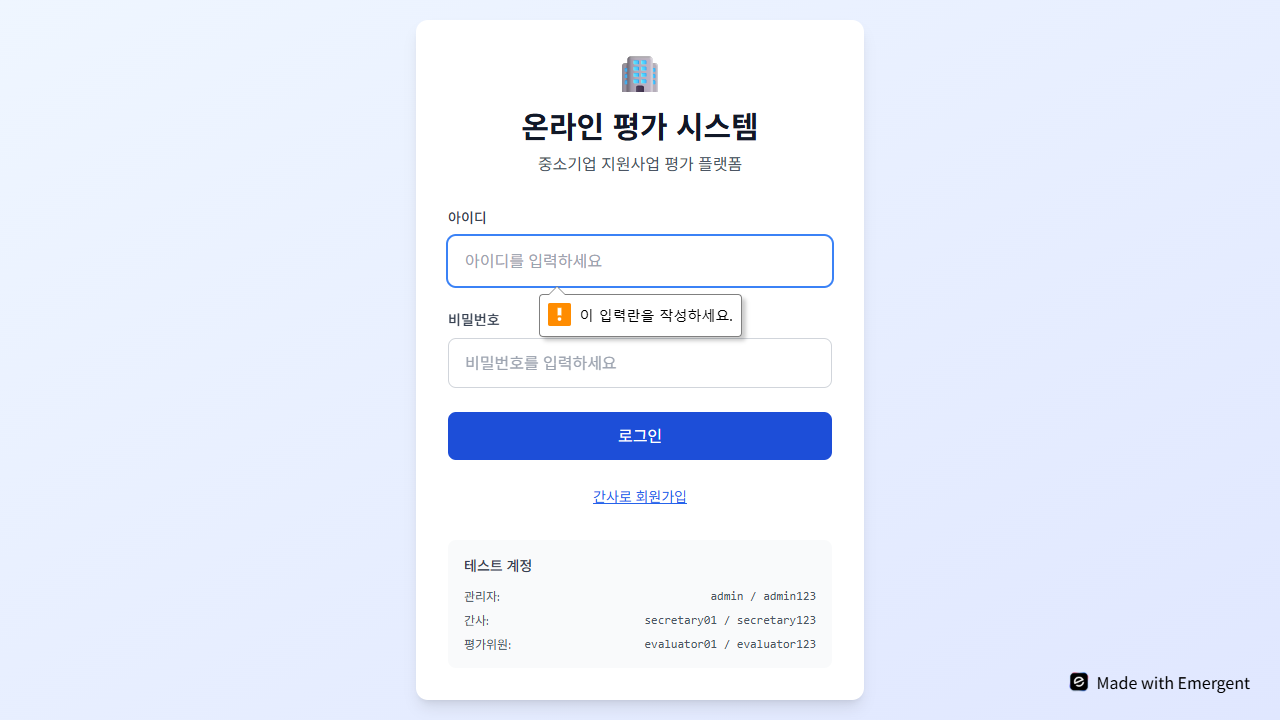 온라인 평가 시스템
중소기업 지원사업 평가 플랫폼
아이디
아이디를 입력하세요
이 입력란을 작성하세요.
비밀번호
비밀번호를 입력하세요
로그인
간사로 회원가입
테스트 계정
관리자: admin / admin123
간사: secretary01 / secretary123
평가위원: evaluator01 / evaluator123
Made with Emergent